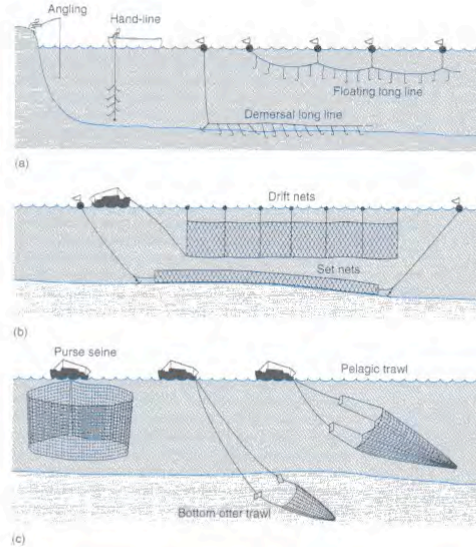 Angling
Hand-line
Floating long line
Demersal long line
(a)
Drift nets
Set nets
(b)
Purse seine
Pelagic trawl
Bottom otter trawl
(c)